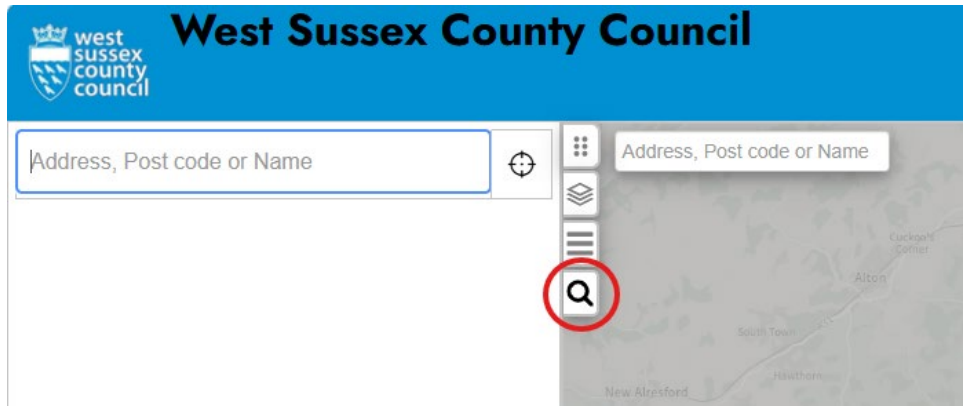 west
sussex
county
council
West Sussex County Council
Address, Post code or Name
Address, Post code or Name
Cuckoo's
Corner
Alton
South Town
Hawthorn
New Alresford